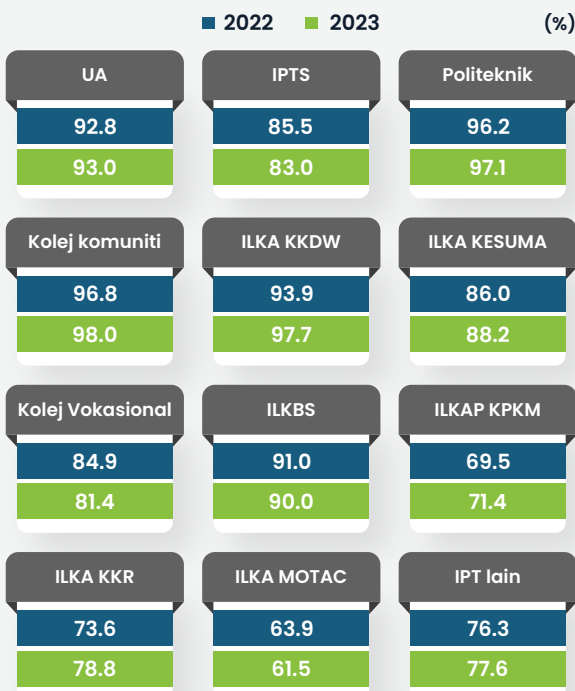 2022 2023 (%)
UA IPTS Politeknik
92.8 85.5 96.2
93.0 83.0 97.1
Kolej komuniti ILKA KKDW ILKA KESUMA
96.8 93.9 86.0
98.0 97.7 88.2
Kolej Vokasional ILKBS ILKAP KPKM
84.9 91.0 69.5
81.4 90.0 71.4
ILKA KKR ILKA MOTAC IPT lain
73.6 63.9 76.3
78.8 61.5 77.6